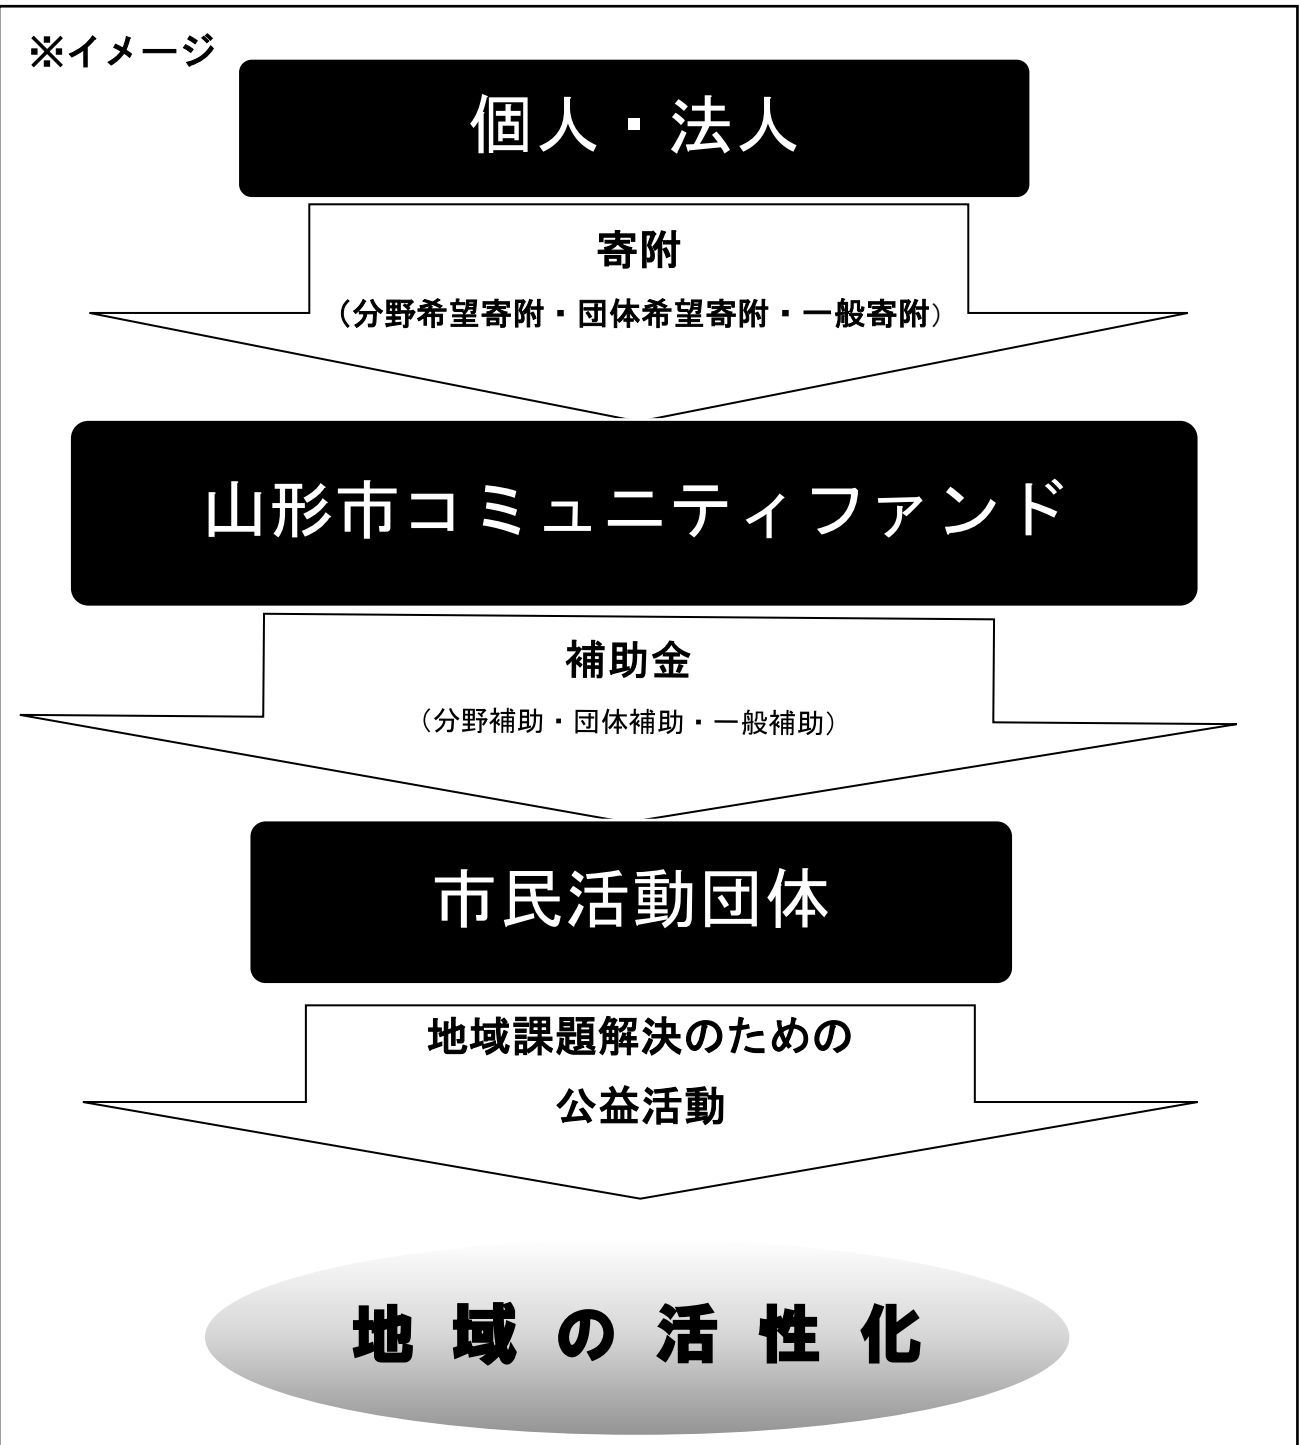 ※イメージ
個人・法人
寄附
（分野希望寄附・団体希望寄附・一般寄附）
山形市コミュニティファンド
補助金
（分野補助・団体補助・一般補助）
市民活動団体
地域課題解決のための
公益活動
地域の活性化